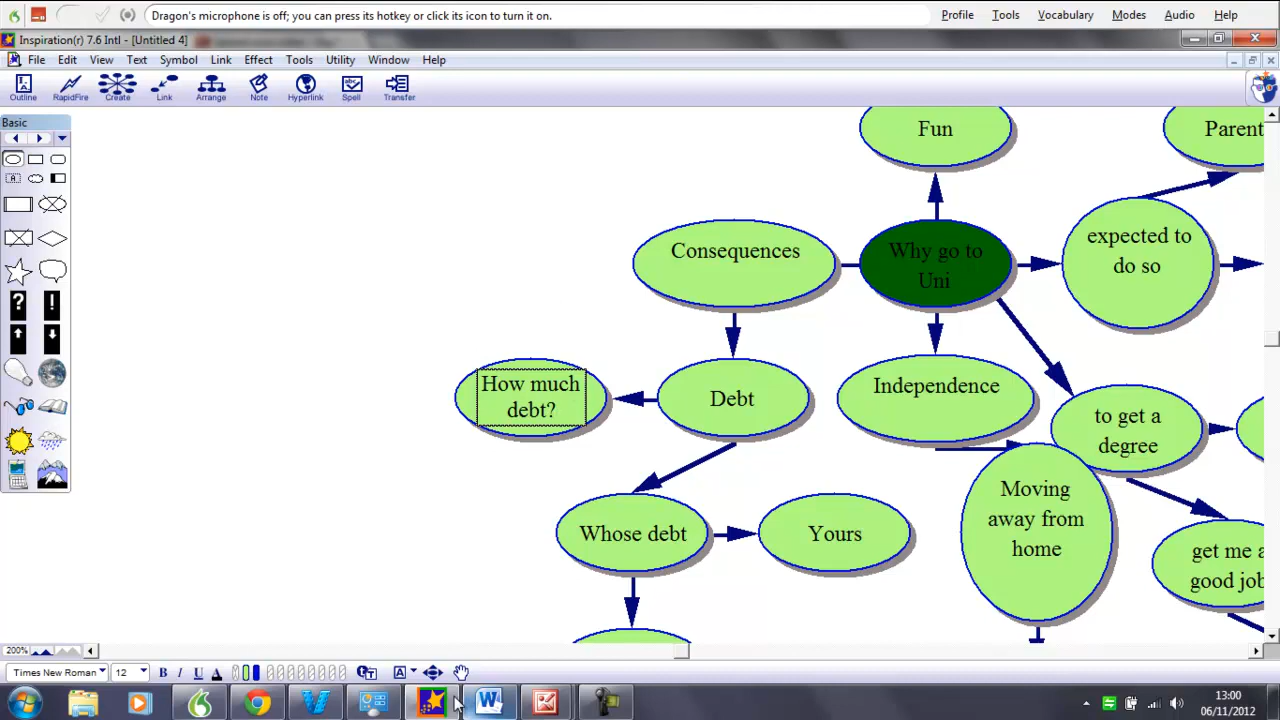 Dragon's microphone is off; you can press its hotkey or click its icon to turn it on.
Profile Tools Vocabulary Modes Audio Help
Inspiration(r) 7.6 Intl - [Untitled 4]
File Edit View Text Symbol Link Effect Tools Utility Window Help
Outline RapidFire Create Link Arrange Note Hyperlink Spell Transfer
Basic
Fun
Parent
Consequences
Why go to
Uni
expected to
do so
How much
debt?
Debt
Independence
to get a
degree
Moving
away from
home
Whose debt
Yours
get me a
good job
200%
Times New Roman 12 B I U A
13:00
06/11/2012